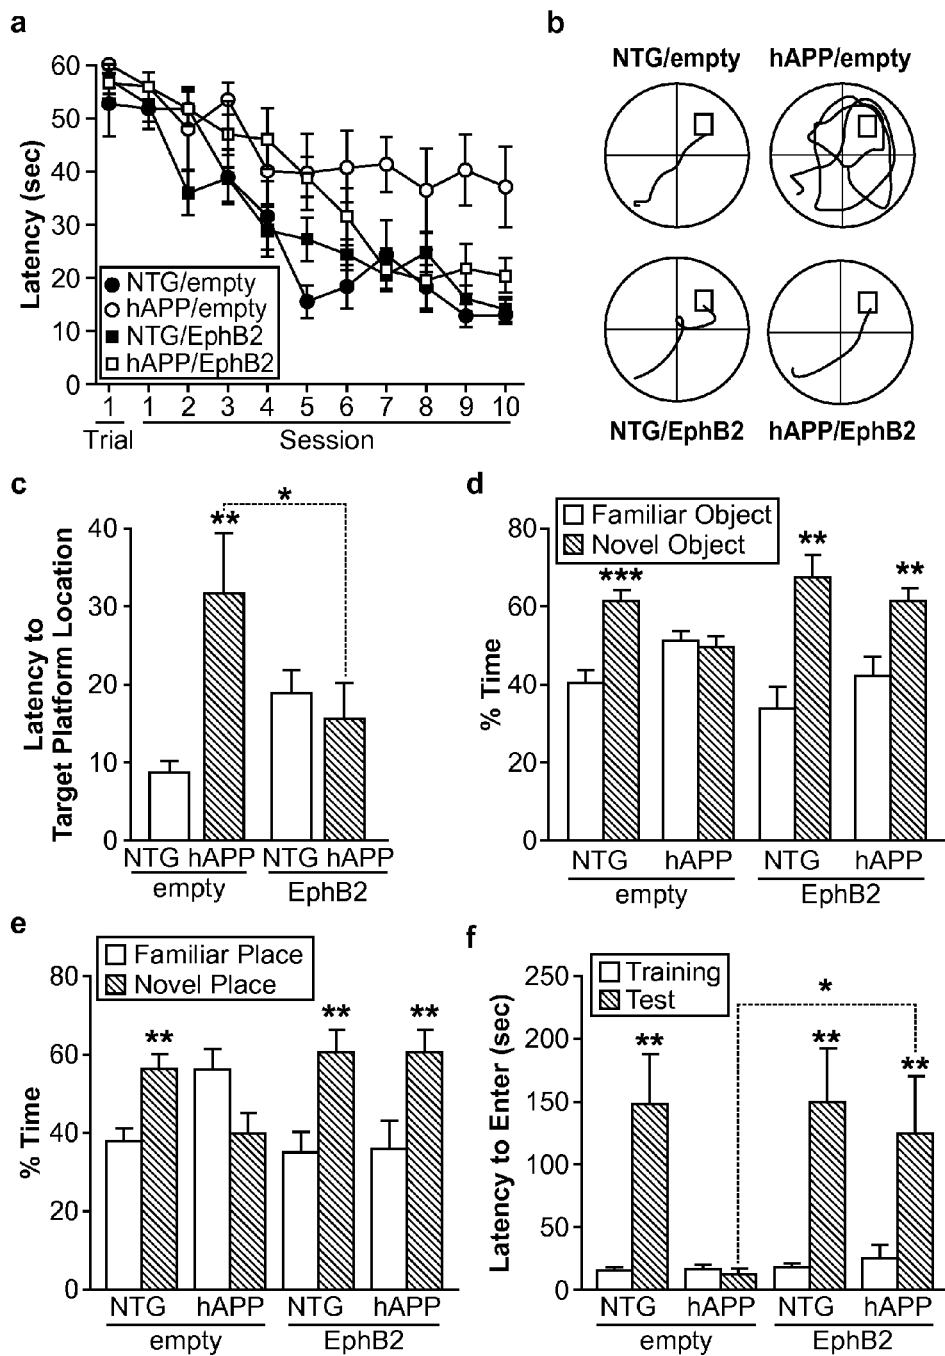 a
60
50
40
30
20
10
0
Latency (sec)
NTG/empty
hAPP/empty
NTG/EphB2
hAPP/EphB2
1 1 2 3 4 5 6 7 8 9 10
Trial Session
b
NTG/empty hAPP/empty
NTG/EphB2 hAPP/EphB2
c
Latency to
Target Platform Location
40
30
20
10
0
*
**
NTG hAPP NTG hAPP
empty EphB2
d
Familiar Object
Novel Object
% Time
80
60
40
20
0
*** ** **
NTG hAPP NTG hAPP
empty EphB2
e
Familiar Place
Novel Place
% Time
80
60
40
20
0
** ** **
NTG hAPP NTG hAPP
empty EphB2
f
Training
Test
Latency to Enter (sec)
250
200
150
100
50
0
*
** ** **
NTG hAPP NTG hAPP
empty EphB2